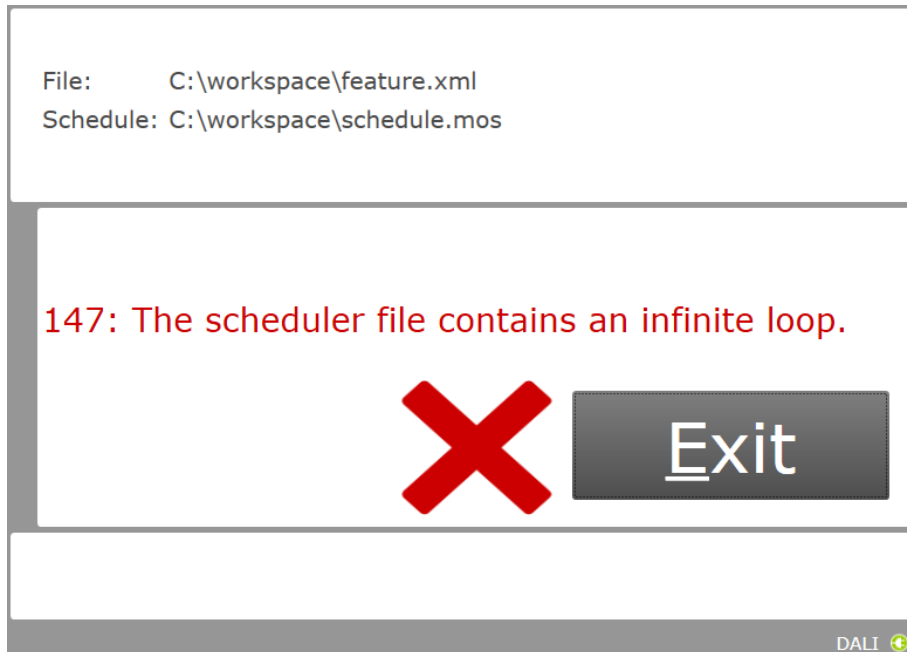 File: C:\workspace\feature.xml
Schedule: C:\workspace\schedule.mos
147: The scheduler file contains an infinite loop.
Exit
DALI